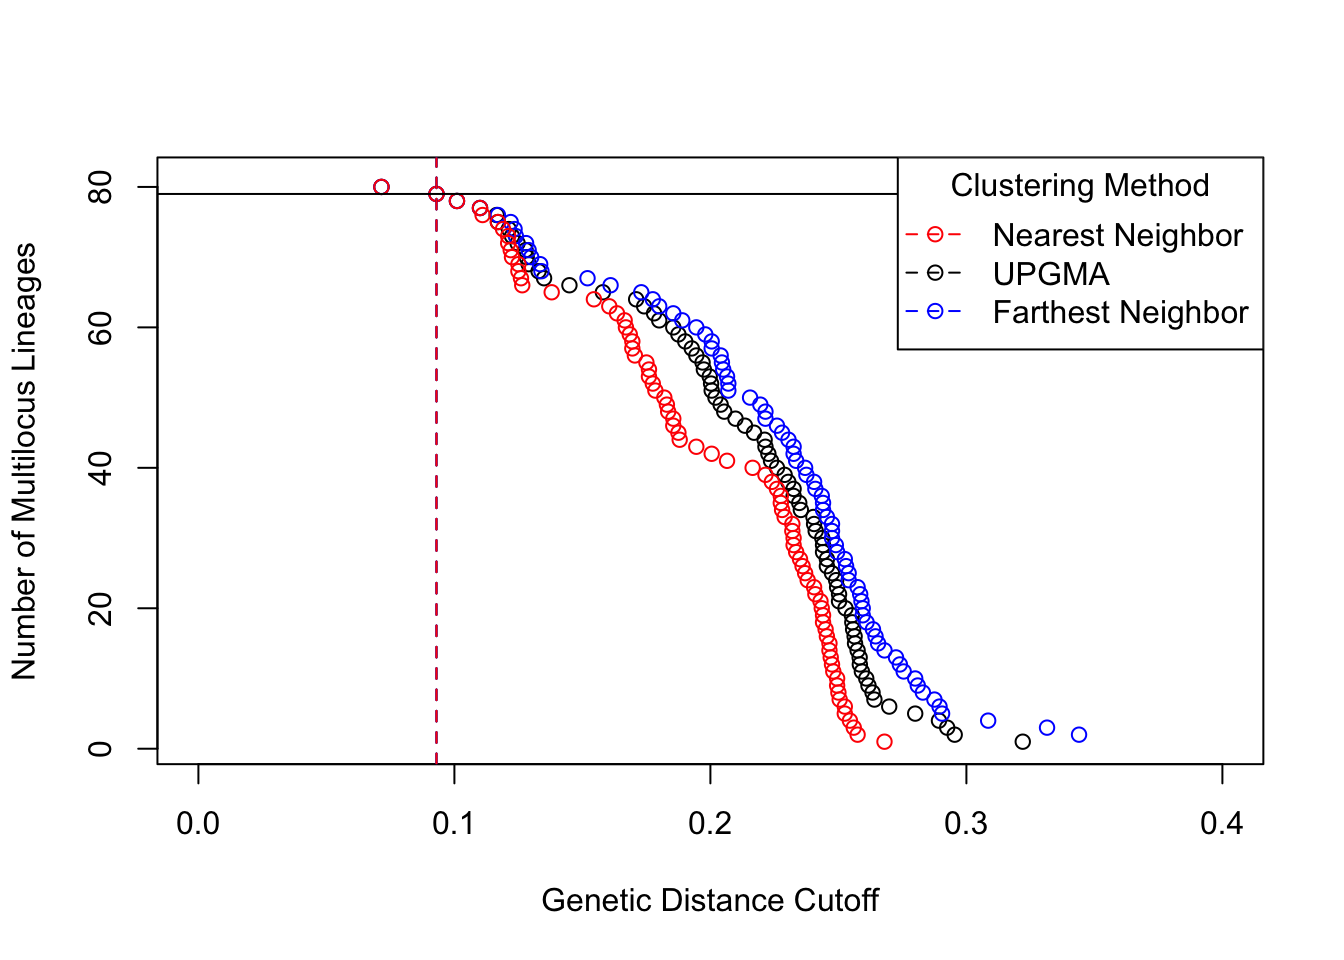 Clustering Method
Nearest Neighbor
UPGMA
Farthest Neighbor
Number of Multilocus Lineages
80
60
40
20
0
0.0 0.1 0.2 0.3 0.4
Genetic Distance Cutoff